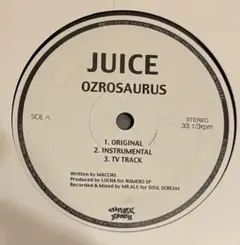 JUICE
OZROSAURUS
SIDE A
STEREO
33 1/3rpm
1. ORIGINAL
2. INSTRUMENTAL
3. TV TRACK
Written by MACCHO
Produced by LUCHA for ROMERO SP
Recorded & Mixed by MR.ALG for SOUL SCREAM